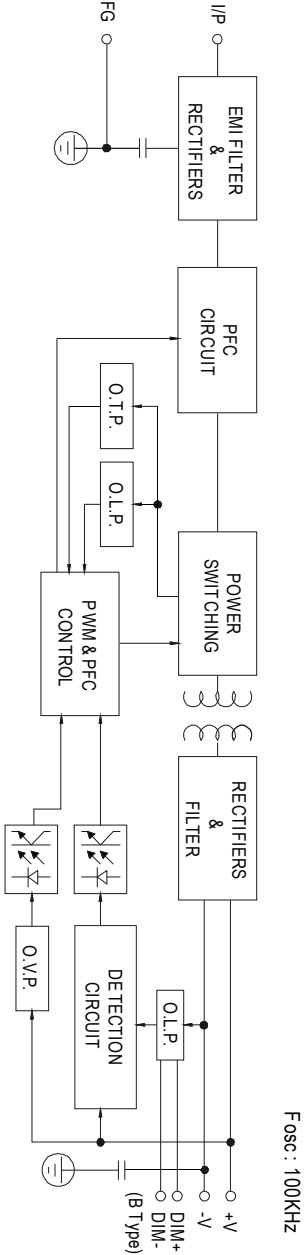 Fosc : 100KHz
I/P
EMI FILTER
&
RECTIFIERS
PFC
CIRCUIT
POWER
SWITCHING
RECTIFIERS
&
FILTER
+V
-V
DIM+
DIM-
(B Type)
FG
O.T.P.
O.L.P.
O.L.P.
PWM & PFC
CONTROL
DETECTION
CIRCUIT
O.V.P.